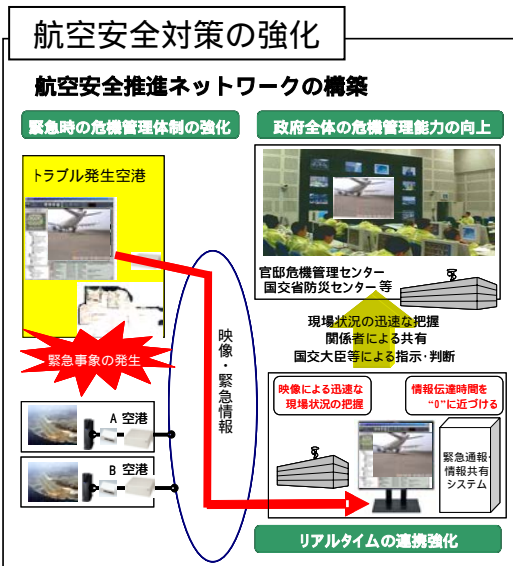 航空安全対策の強化
航空安全推進ネットワークの構築
緊急時の危機管理体制の強化
政府全体の危機管理能力の向上
トラブル発生空港
緊急事象の発生
A 空港
B 空港
映像・緊急情報
官邸危機管理センター
国交省防災センター等
現場状況の迅速な把握
関係者による共有
国交大臣等による指示・判断
映像による迅速な
現場状況の把握
情報伝達時間を
“0”に近づける
緊急通報・
情報共有
システム
リアルタイムの連携強化